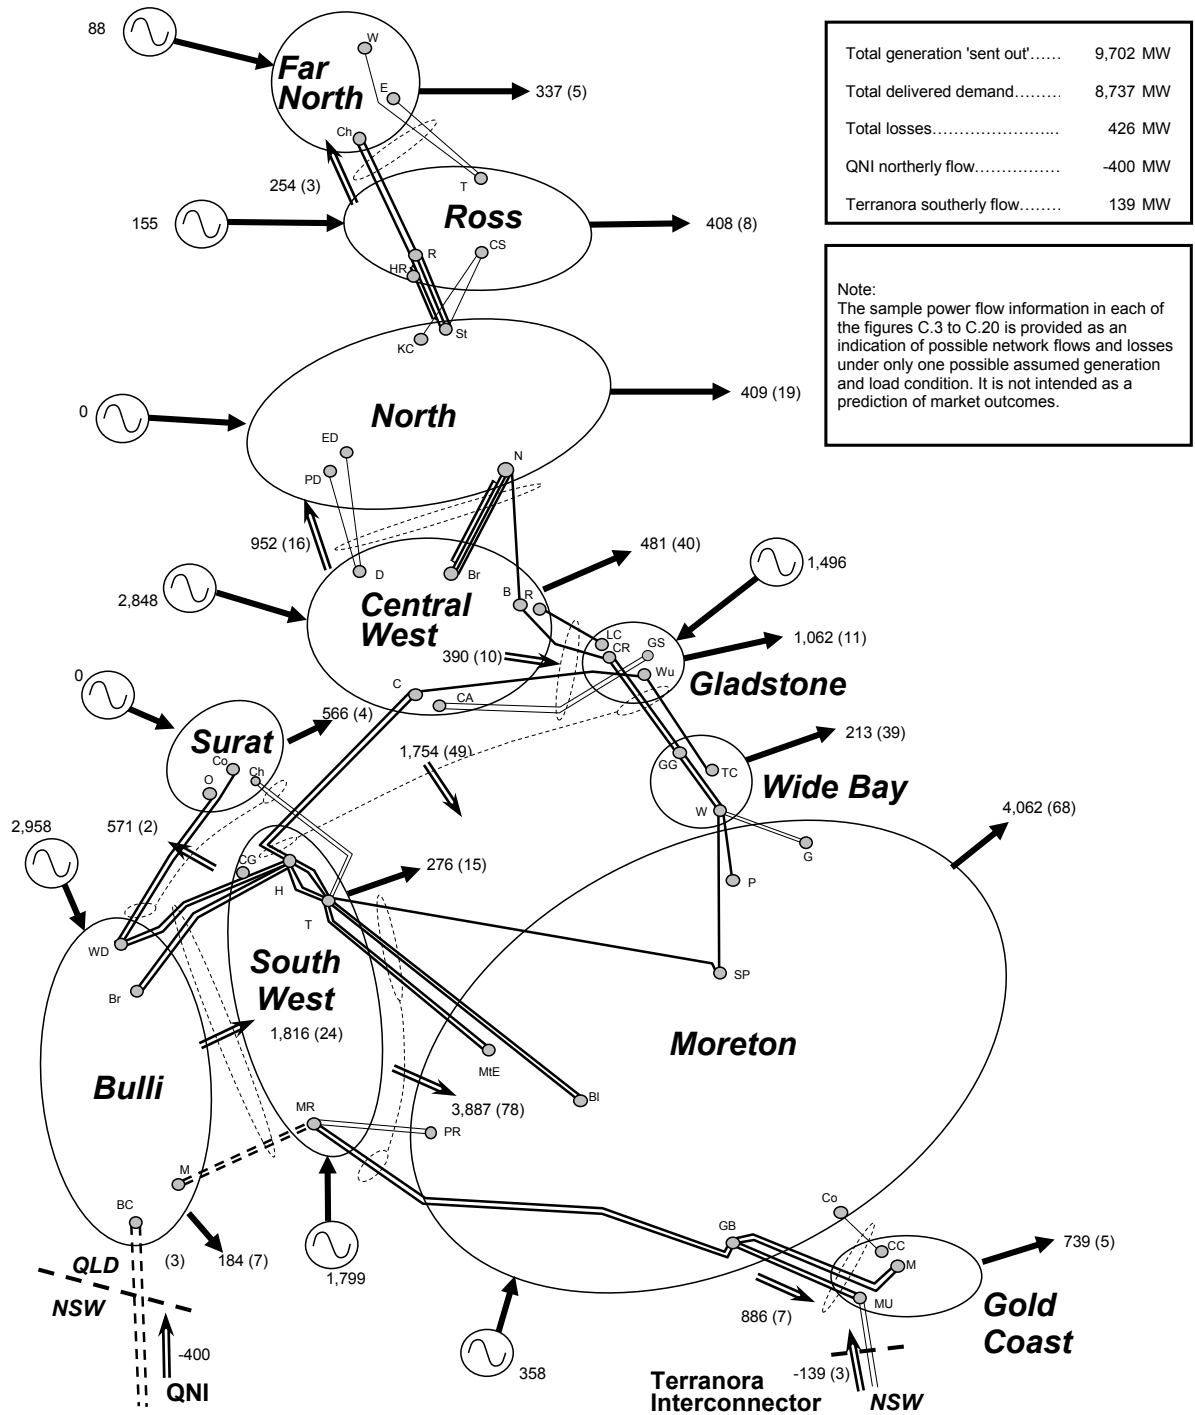 88
W
Far
North
E
337 (5)
Ch
254 (3)
T
155
Ross
408 (8)
R
CS
HR
St
KC
0
North
409 (19)
ED
N
PD
952 (16)
481 (40)
1,496
D
Br
2,848
B
R
Central
West
LC
GS
CR
1,062 (11)
390 (10)
Wu
Gladstone
0
C
CA
566 (4)
Surat
213 (39)
1,754 (49)
Co
Ch
GG
TC
Wide Bay
O
W
2,958
571 (2)
4,062 (68)
G
CG
276 (15)
H
P
T
WD
South
West
SP
Br
1,816 (24)
Moreton
MtE
Bulli
Bl
MR
3,887 (78)
PR
M
BC
Co
GB
CC
739 (5)
QLD
(3)
184 (7)
1,799
M
NSW
MU
886 (7)
Gold
Coast
-400
358
QNI
Terranora
Interconnector
-139 (3)
NSW
Total generation 'sent out'...... 9,702 MW
Total delivered demand......... 8,737 MW
Total losses........................ 426 MW
QNI northerly flow................ -400 MW
Terranora southerly flow........ 139 MW
Note:
The sample power flow information in each of
the figures C.3 to C.20 is provided as an
indication of possible network flows and losses
under only one possible assumed generation
and load condition. It is not intended as a
prediction of market outcomes.